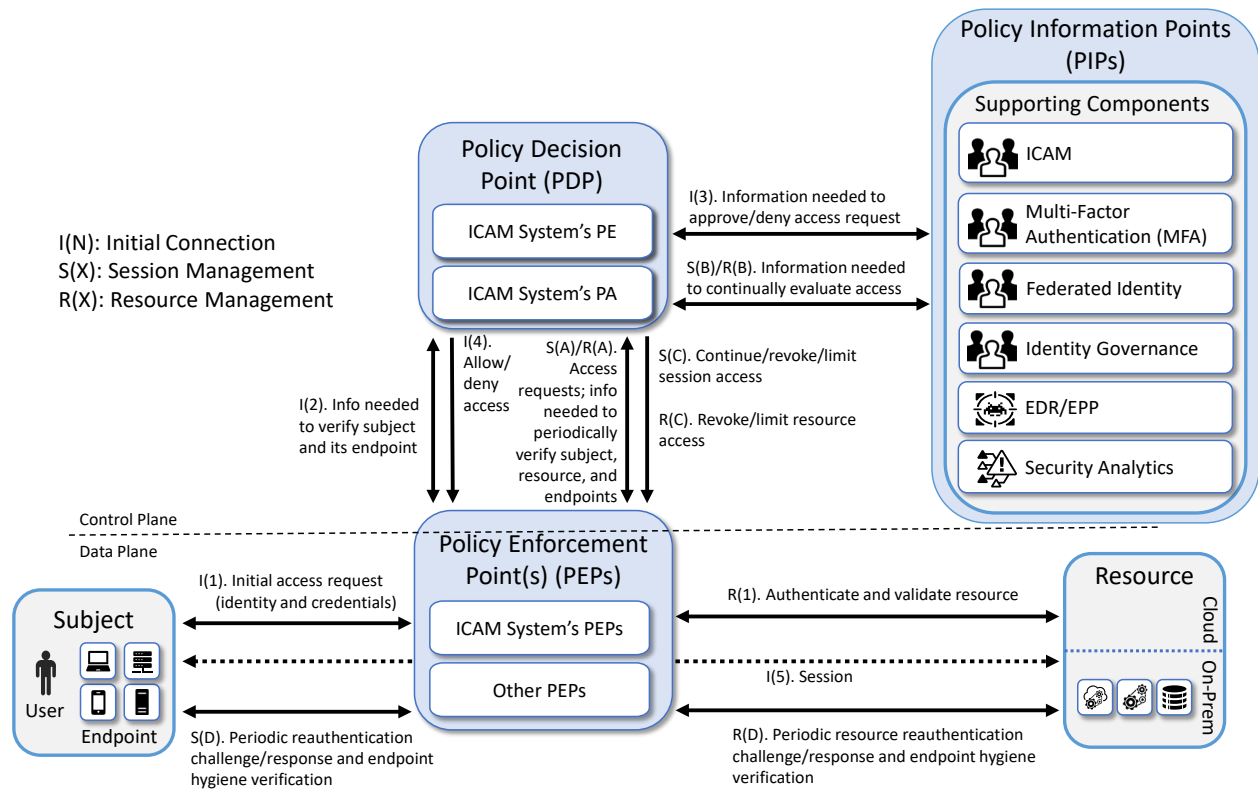 Policy Information Points
(PIPs)
Supporting Components
ICAM
Multi-Factor
Authentication (MFA)
Federated Identity
Identity Governance
EDR/EPP
Security Analytics
Policy Decision
Point (PDP)
ICAM System's PE
ICAM System's PA
I(3). Information needed to
approve/deny access request
S(B)/R(B). Information needed
to continually evaluate access
I(N): Initial Connection
S(X): Session Management
R(X): Resource Management
I(2). Info needed
to verify subject
and its endpoint
I(4).
Allow/
deny
access
S(A)/R(A).
Access
requests; info
needed to
periodically
verify subject,
resource, and
endpoints
S(C). Continue/revoke/limit
session access
R(C). Revoke/limit resource
access
Control Plane
Data Plane
Policy Enforcement
Point(s) (PEPs)
ICAM System's PEPs
Other PEPs
I(1). Initial access request
(identity and credentials)
Subject
User
Endpoint
S(D). Periodic reauthentication
challenge/response and endpoint
hygiene verification
R(1). Authenticate and validate resource
I(5). Session
R(D). Periodic resource reauthentication
challenge/response and endpoint hygiene
verification
Resource
Cloud
On-Prem